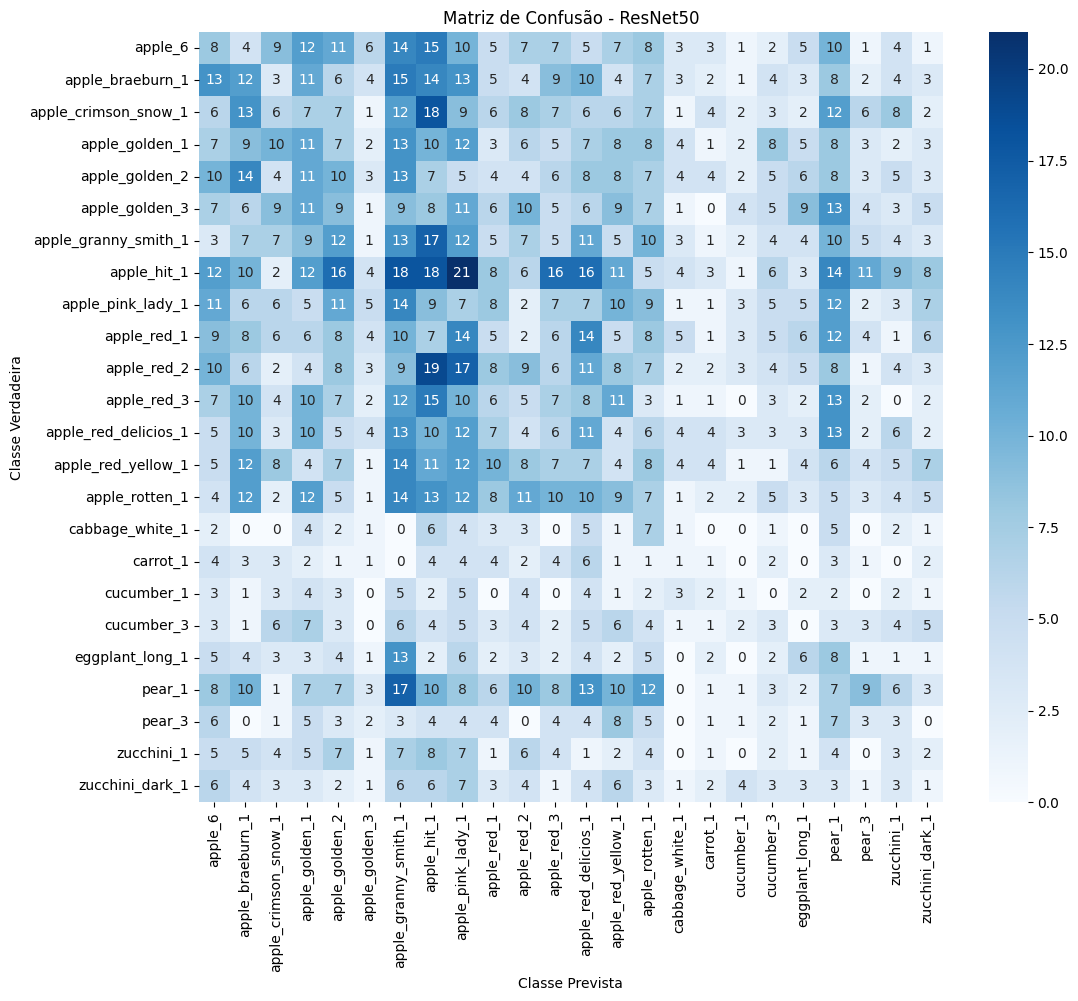 Matriz de Confusão - ResNet50
apple_6 8 4 9 12 11 6 14 15 10 5 7 7 5 7 8 3 3 1 2 5 10 1 4 1
apple_braeburn_1 13 12 3 11 6 4 15 14 13 5 4 9 10 4 7 3 2 1 4 3 8 2 4 3
apple_crimson_snow_1 6 13 6 7 7 1 12 18 9 6 8 7 6 6 7 1 4 2 3 2 12 6 8 2
apple_golden_1 7 9 10 11 7 2 13 10 12 3 6 5 7 8 8 4 1 2 8 5 8 3 2 3
apple_golden_2 10 14 4 11 10 3 13 7 5 4 4 6 8 8 7 4 4 2 5 6 8 3 5 3
apple_golden_3 7 6 9 11 9 1 9 8 11 6 10 5 6 9 7 1 0 4 5 9 13 4 3 5
apple_granny_smith_1 3 7 7 9 12 1 13 17 12 5 7 5 11 5 10 3 1 2 4 4 10 5 4 3
apple_hit_1 12 10 2 12 16 4 18 18 21 8 6 16 16 11 5 4 3 1 6 3 14 11 9 8
apple_pink_lady_1 11 6 6 5 11 5 14 9 7 8 2 7 7 10 9 1 1 3 5 5 12 2 3 7
apple_red_1 9 8 6 6 8 4 10 7 14 5 2 6 14 5 8 5 1 3 5 6 12 4 1 6
apple_red_2 10 6 2 4 8 3 9 19 17 8 9 6 11 8 7 2 2 3 4 5 8 1 4 3
apple_red_3 7 10 4 10 7 2 12 15 10 6 5 7 8 11 3 1 1 0 3 2 13 2 0 2
apple_red_delicios_1 5 10 3 10 5 4 13 10 12 7 4 6 11 4 6 4 4 3 3 3 13 2 6 2
apple_red_yellow_1 5 12 8 4 7 1 14 11 12 10 8 7 7 4 8 4 4 1 1 4 6 4 5 7
apple_rotten_1 4 12 2 12 5 1 14 13 12 8 11 10 10 9 7 1 2 2 5 3 5 3 4 5
cabbage_white_1 2 0 0 4 2 1 0 6 4 3 3 0 5 1 7 1 0 0 1 0 5 0 2 1
carrot_1 4 3 3 2 1 1 0 4 4 4 2 4 6 1 1 1 1 0 2 0 3 1 0 2
cucumber_1 3 1 3 4 3 0 5 2 5 0 4 0 4 1 2 3 2 1 0 2 2 0 2 1
cucumber_3 3 1 6 7 3 0 6 4 5 3 4 2 5 6 4 1 1 2 3 0 3 3 4 5
eggplant_long_1 5 4 3 3 4 1 13 2 6 2 3 2 4 2 5 0 2 0 2 6 8 1 1 1
pear_1 8 10 1 7 7 3 17 10 8 6 10 8 13 10 12 0 1 1 3 2 7 9 6 3
pear_3 6 0 1 5 3 2 3 4 4 4 0 4 4 8 5 0 1 1 2 1 7 3 3 0
zucchini_1 5 5 4 5 7 1 7 8 7 1 6 4 1 2 4 0 1 0 2 1 4 0 3 2
zucchini_dark_1 6 4 3 3 2 1 6 6 7 3 4 1 4 6 3 1 2 4 3 3 3 1 3 1
Classe Verdadeira
apple_6
apple_braeburn_1
apple_crimson_snow_1
apple_golden_1
apple_golden_2
apple_golden_3
apple_granny_smith_1
apple_hit_1
apple_pink_lady_1
apple_red_1
apple_red_2
apple_red_3
apple_red_delicios_1
apple_red_yellow_1
apple_rotten_1
cabbage_white_1
carrot_1
cucumber_1
cucumber_3
eggplant_long_1
pear_1
pear_3
zucchini_1
zucchini_dark_1
Classe Prevista
20.0
17.5
15.0
12.5
10.0
7.5
5.0
2.5
0.0